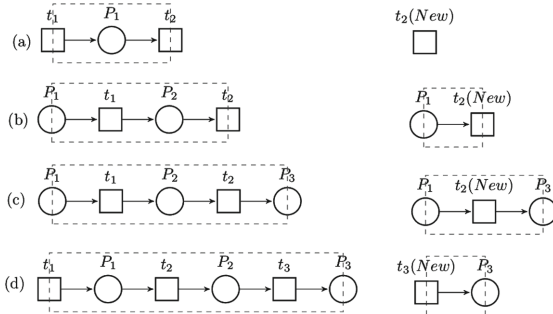 t₁ P₁ t₂ t₂(New)
(a)
P₁ t₁ P₂ t₂ P₁ t₂(New)
(b)
P₁ t₁ P₂ t₂ P₃ P₁ t₂(New) P₃
(c)
t₁ P₁ t₂ P₂ t₃ P₃ t₃(New) P₃
(d)